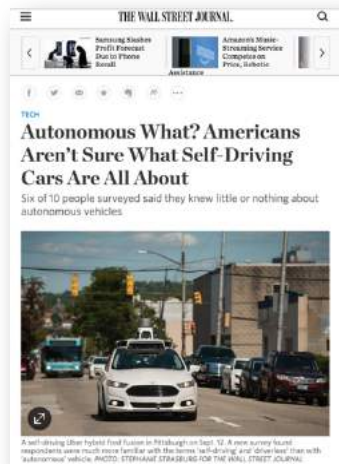 THE WALL STREET JOURNAL.
Samsung Slashes
Profit Forecast
Due to Phone
Recall
Amazon's Music-
Streaming Service
Competes on
Price, Robotic
Assistance
TECH
Autonomous What? Americans
Aren't Sure What Self-Driving
Cars Are All About
Six of 10 people surveyed said they knew little or nothing about
autonomous vehicles
A self-driving Uber hybrid Ford Fusion in Pittsburgh on Sept. 12. A new survey found
respondents were much more familiar with the terms 'self-driving' and 'driverless' than with
'autonomous' vehicle. PHOTO: STEPHANIE STRASBURG FOR THE WALL STREET JOURNAL